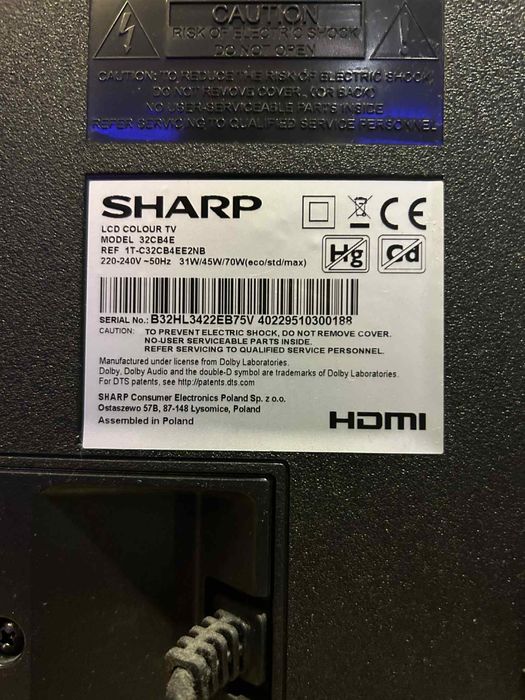 CAUTION
RISK OF ELECTRIC SHOCK
DO NOT OPEN
CAUTION: TO REDUCE THE RISK OF ELECTRIC SHOCK,
DO NOT REMOVE COVER (OR BACK)
NO USER-SERVICEABLE PARTS INSIDE
REFER SERVICING TO QUALIFIED SERVICE PERSONNEL
SHARP
LCD COLOUR TV
MODEL 32CB4E
REF 1T-C32CB4EE2NB
220-240V ~50Hz 31W/45W/70W(eco/std/max)
CE
Hg Cd
SERIAL No.: B32HL3422EB75V 40229510300188
CAUTION: TO PREVENT ELECTRIC SHOCK, DO NOT REMOVE COVER.
NO-USER SERVICEABLE PARTS INSIDE.
REFER SERVICING TO QUALIFIED SERVICE PERSONNEL.
Manufactured under license from Dolby Laboratories.
Dolby, Dolby Audio and the double-D symbol are trademarks of Dolby Laboratories.
For DTS patents, see http://patents.dts.com
SHARP Consumer Electronics Poland Sp. z o.o.
Ostaszewo 57B, 87-148 Łysomice, Poland
Assembled in Poland
HDMI